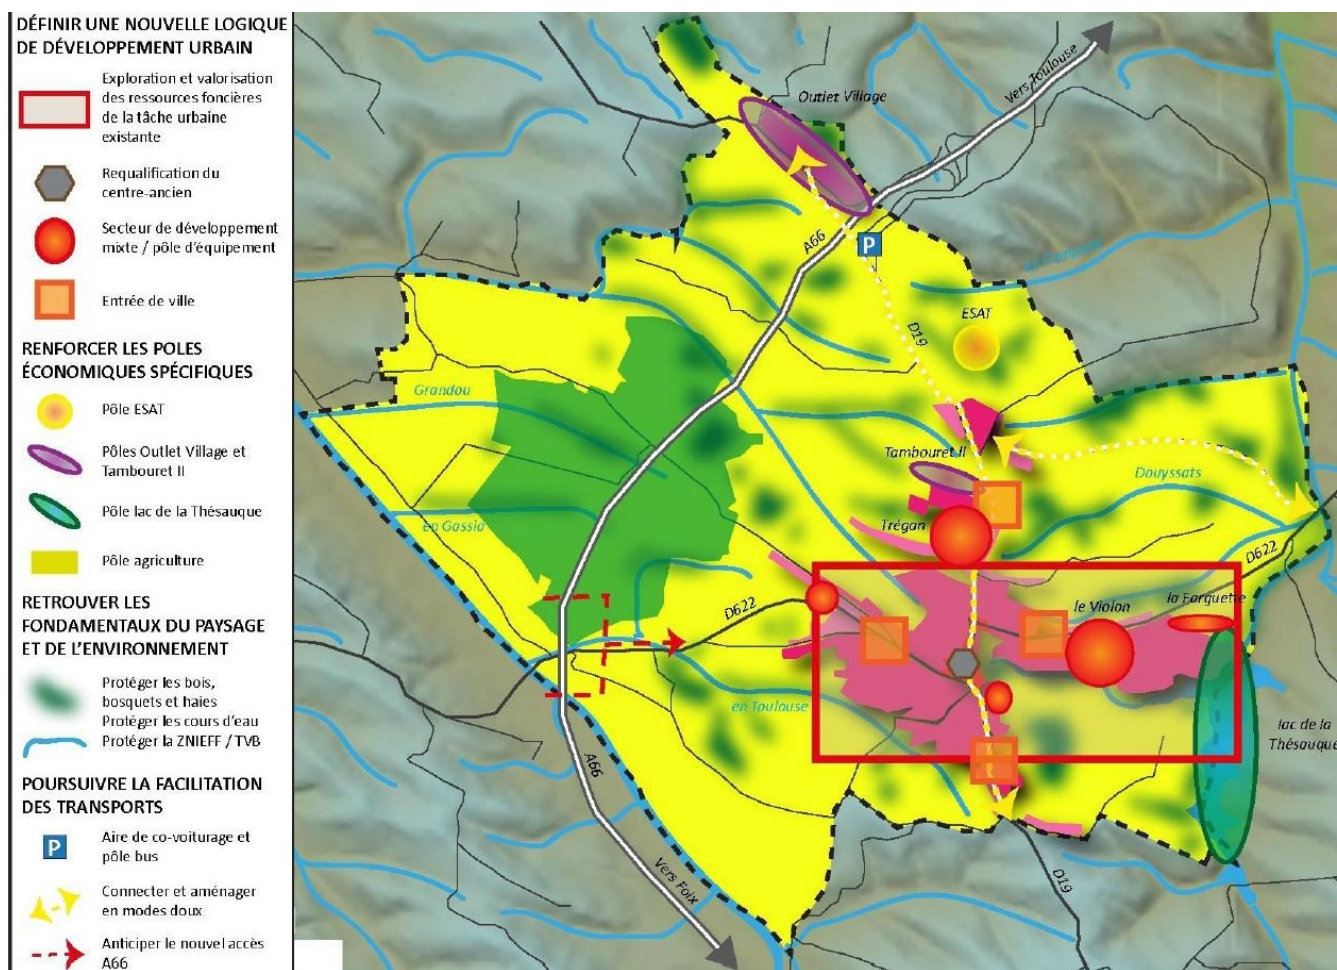 DÉFINIR UNE NOUVELLE LOGIQUE
DE DÉVELOPPEMENT URBAIN
Exploration et valorisation
des ressources foncières
de la tâche urbaine
existante
Requalification du
centre-ancien
Secteur de développement
mixte / pôle d'équipement
Entrée de ville
RENFORCER LES POLES
ÉCONOMIQUES SPÉCIFIQUES
Pôle ESAT
Pôles Outlet Village et
Tambouret II
Pôle lac de la Thésauque
Pôle agriculture
RETROUVER LES
FONDAMENTAUX DU PAYSAGE
ET DE L'ENVIRONNEMENT
Protéger les bois,
bosquets et haies
Protéger les cours d'eau
Protéger la ZNIEFF / TVB
POURSUIVRE LA FACILITATION
DES TRANSPORTS
P
Aire de co-voiturage et
pôle bus
Connecter et aménager
en modes doux
Anticiper le nouvel accès
A66
Vers Toulouse
Outlet Village
A66
P
D19
ESAT
Grandou
Tambouret II
Douyssats
en Gassia
Trégan
D622
D622
le Violon
la Farguette
en Toulouse
lac de la
Thésauque
A66
Vers Foix
D19